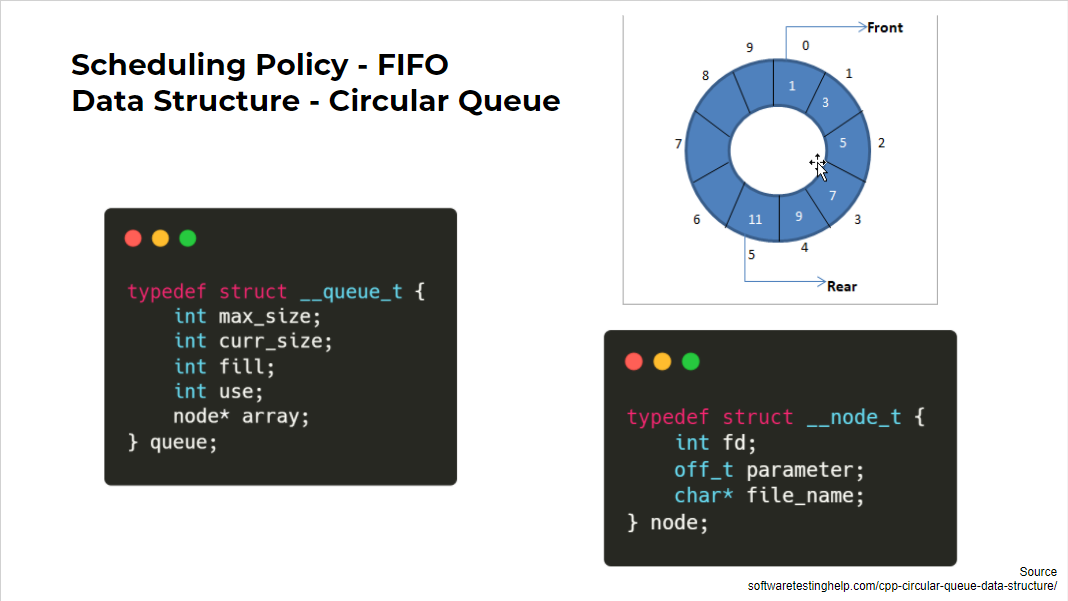 Scheduling Policy - FIFO
Data Structure - Circular Queue
typedef struct __queue_t {
int max_size;
int curr_size;
int fill;
int use;
node* array;
} queue;
Front
9
0
8
1
1
3
7
5
2
7
6
11
9
3
5
4
Rear
typedef struct __node_t {
int fd;
off_t parameter;
char* file_name;
} node;
Source
softwaretestinghelp.com/cpp-circular-queue-data-structure/